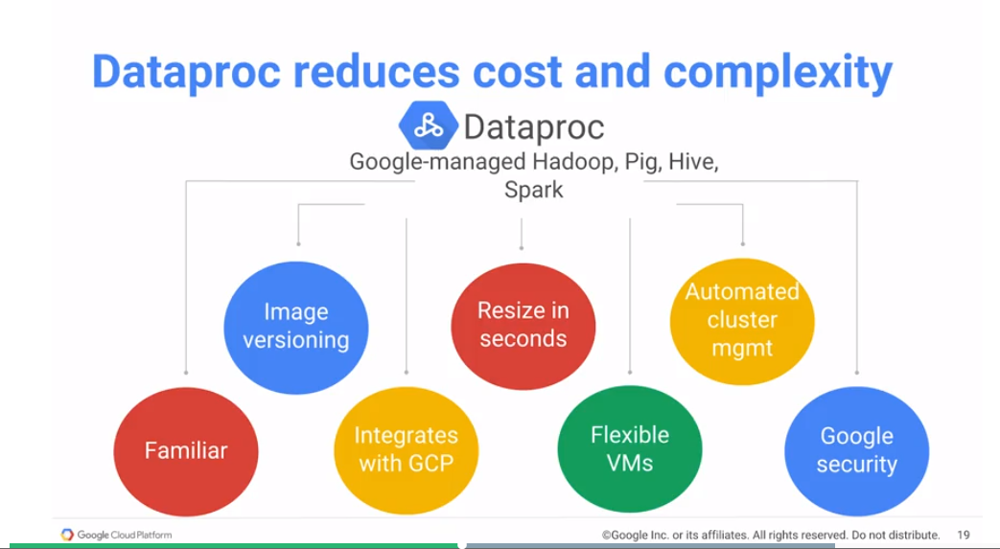 Dataproc reduces cost and complexity
Dataproc
Google-managed Hadoop, Pig, Hive,
Spark
Image
versioning
Resize in
seconds
Automated
cluster
mgmt
Familiar
Integrates
with GCP
Flexible
VMs
Google
security
Google Cloud Platform
©Google Inc. or its affiliates. All rights reserved. Do not distribute.
19